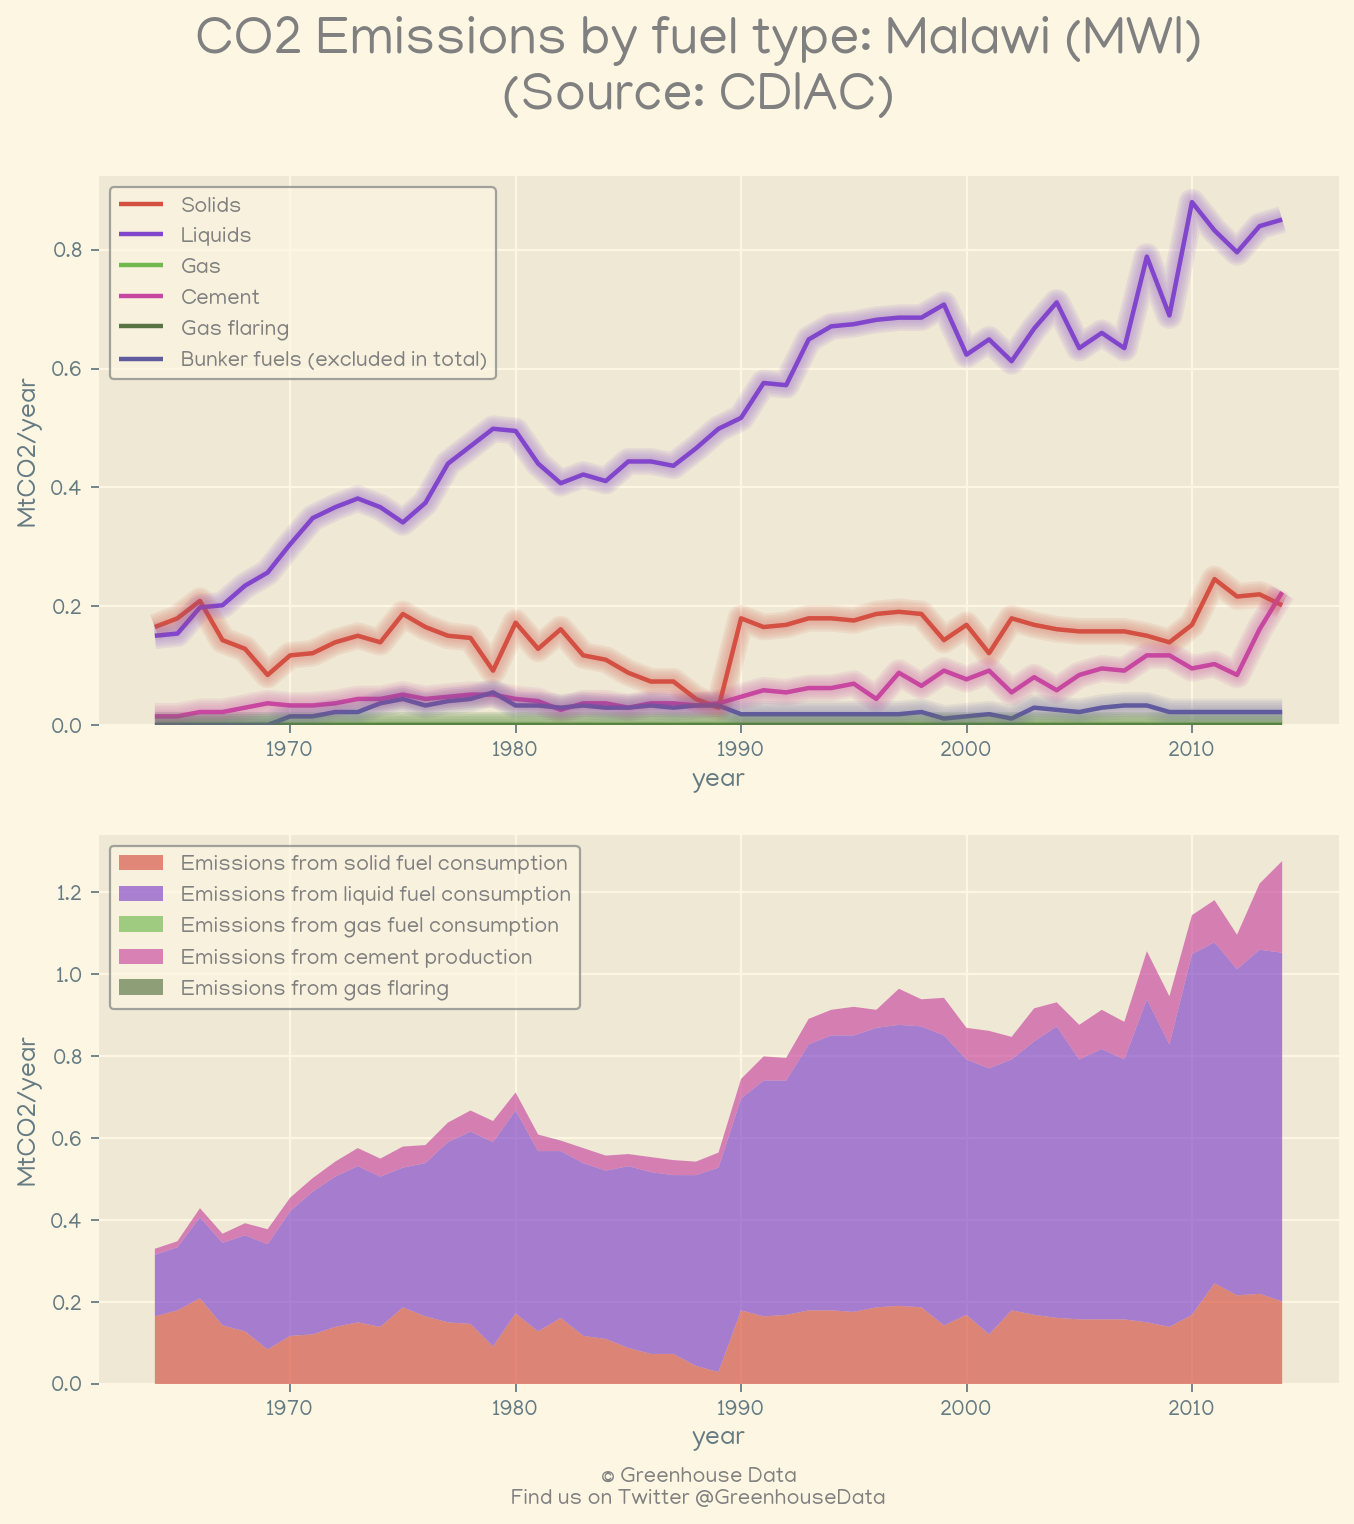 CO2 Emissions by fuel type: Malawi (MWI)
(Source: CDIAC)
Solids
Liquids
Gas
Cement
Gas flaring
Bunker fuels (excluded in total)
MtCO2/year
0.8
0.6
0.4
0.2
0.0
1970
1980
1990
2000
2010
year
Emissions from solid fuel consumption
Emissions from liquid fuel consumption
Emissions from gas fuel consumption
Emissions from cement production
Emissions from gas flaring
MtCO2/year
1.2
1.0
0.8
0.6
0.4
0.2
0.0
1970
1980
1990
2000
2010
year
© Greenhouse Data
Find us on Twitter @GreenhouseData